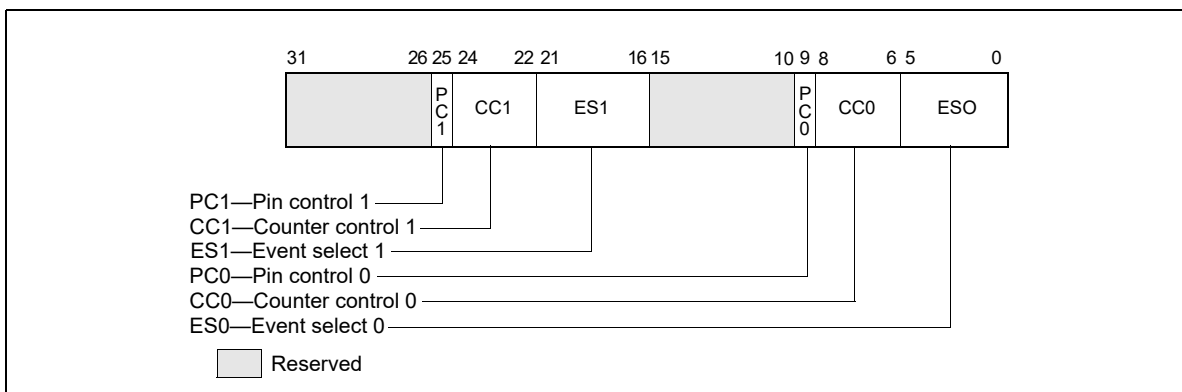 31 26 25 24 22 21 16 15 10 9 8 6 5 0
P
C
1
CC1
ES1
P
C
0
CC0
ESO
PC1—Pin control 1
CC1—Counter control 1
ES1—Event select 1
PC0—Pin control 0
CC0—Counter control 0
ES0—Event select 0
Reserved